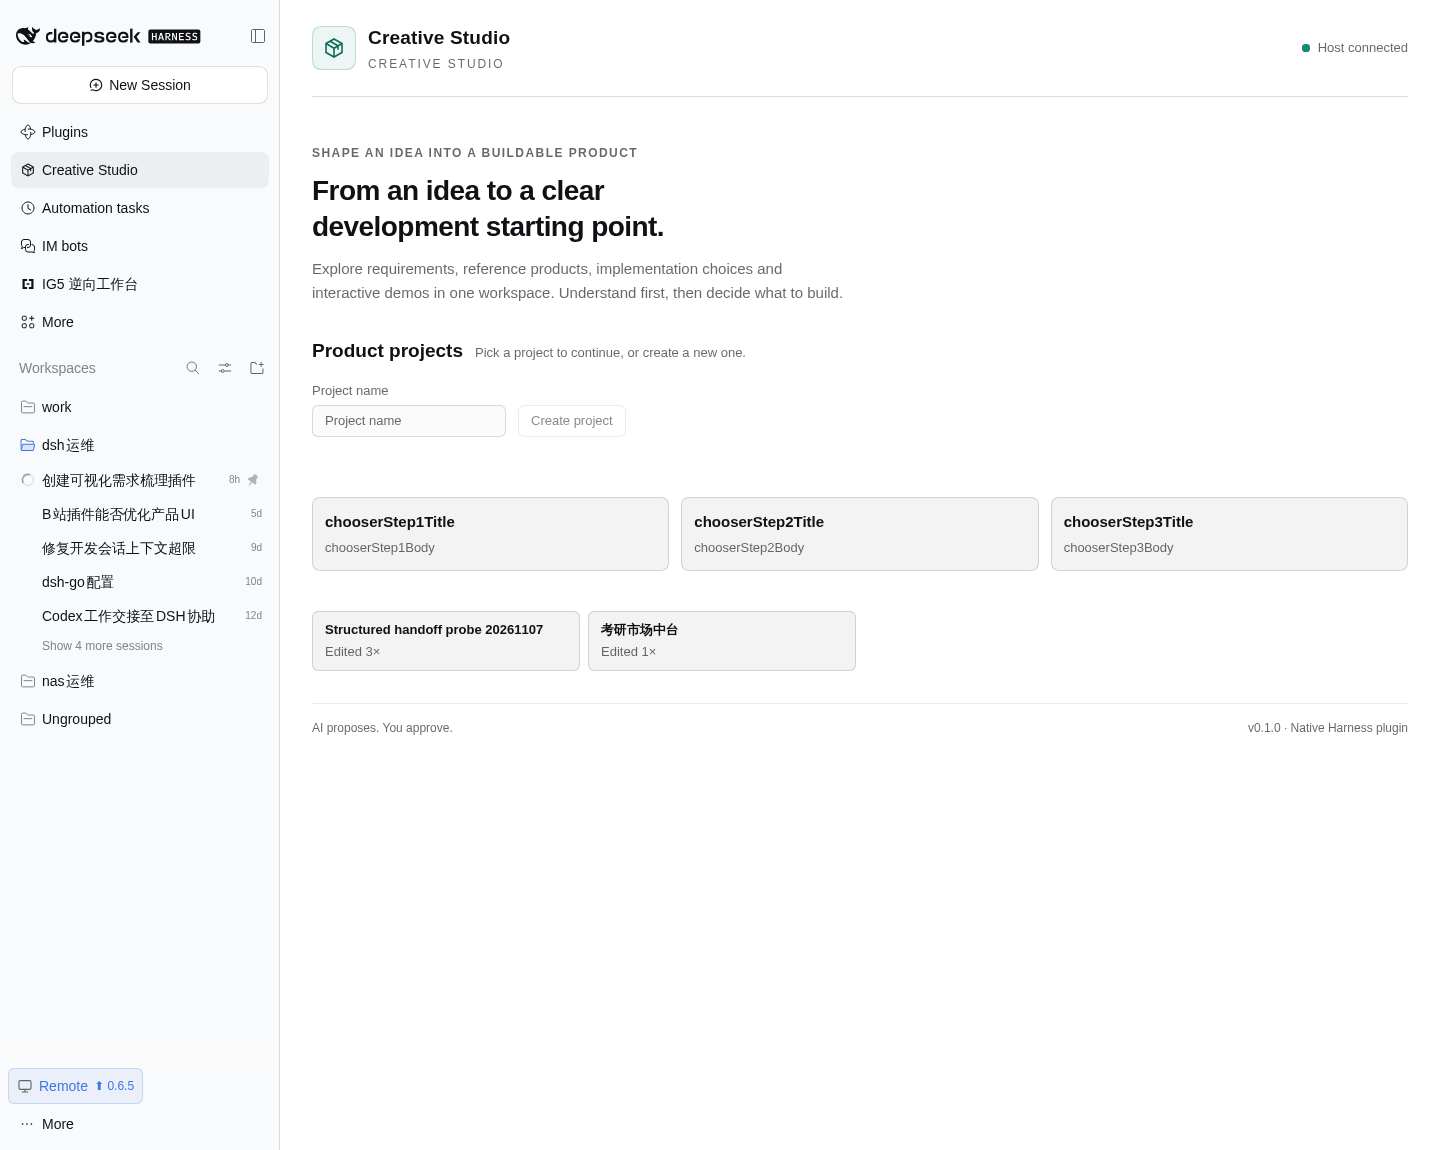 deepseek HARNESS
New Session
Plugins
Creative Studio
Automation tasks
IM bots
IG5 逆向工作台
More
Workspaces
work
dsh运维
创建可视化需求梳理插件 8h
B站插件能否优化产品UI 5d
修复开发会话上下文超限 9d
dsh-go配置 10d
Codex工作交接至DSH协助 12d
Show 4 more sessions
nas运维
Ungrouped
Remote ⬆ 0.6.5
More
Creative Studio
CREATIVE STUDIO
Host connected
SHAPE AN IDEA INTO A BUILDABLE PRODUCT
From an idea to a clear
development starting point.
Explore requirements, reference products, implementation choices and
interactive demos in one workspace. Understand first, then decide what to build.
Product projects Pick a project to continue, or create a new one.
Project name
Project name Create project
chooserStep1Title
chooserStep1Body
chooserStep2Title
chooserStep2Body
chooserStep3Title
chooserStep3Body
Structured handoff probe 20261107
Edited 3×
考研市场中台
Edited 1×
AI proposes. You approve.
v0.1.0 · Native Harness plugin